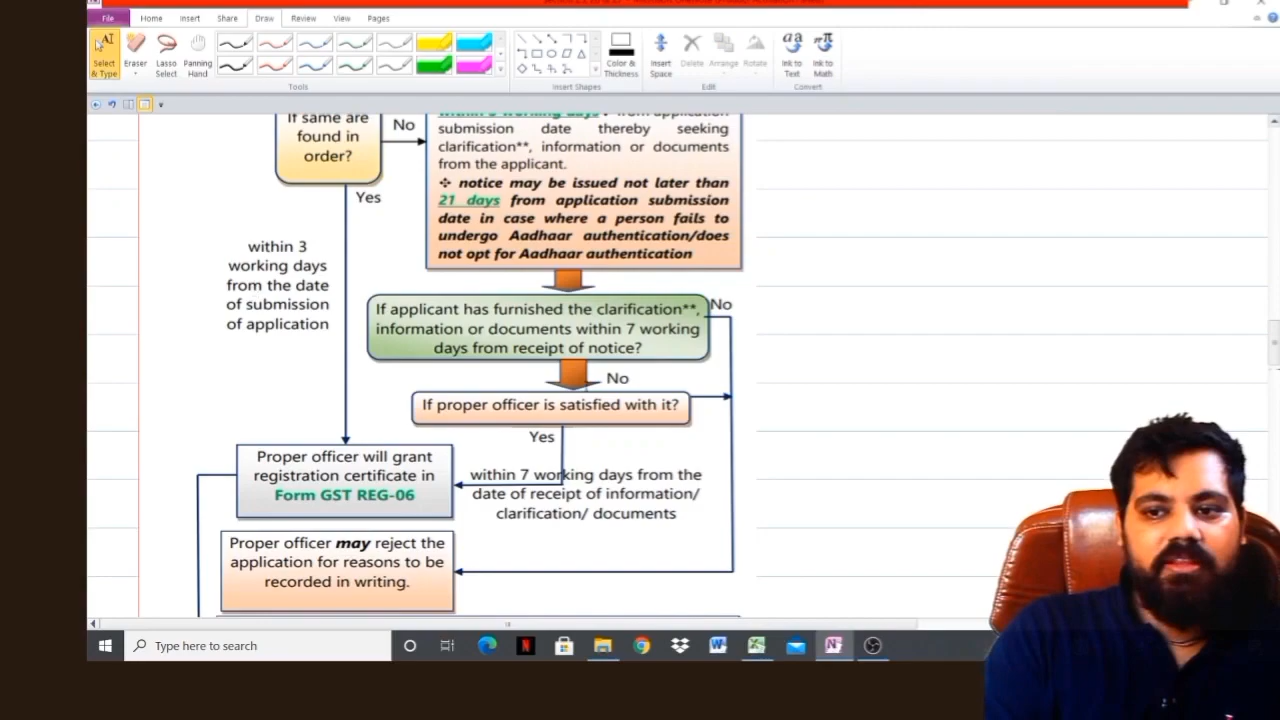 File Home Insert Share Draw Review View Pages
Select & Type
Eraser
Lasso Select
Panning Hand
Color & Thickness
Insert Space
Delete
Arrange
Rotate
Ink to Text
Ink to Math
Tools
Insert Shapes
Edit
Convert
If same are
found in
order?
No
Yes
within 3 working days from application
submission date thereby seeking
clarification**, information or documents
from the applicant.
❖ notice may be issued not later than
21 days from application submission
date in case where a person fails to
undergo Aadhaar authentication/does
not opt for Aadhaar authentication
within 3
working days
from the date
of submission
of application
If applicant has furnished the clarification**,
information or documents within 7 working
days from receipt of notice?
No
No
If proper officer is satisfied with it?
Yes
within 7 working days from the
date of receipt of information/
clarification/ documents
Proper officer will grant
registration certificate in
Form GST REG-06
Proper officer may reject the
application for reasons to be
recorded in writing.
Type here to search